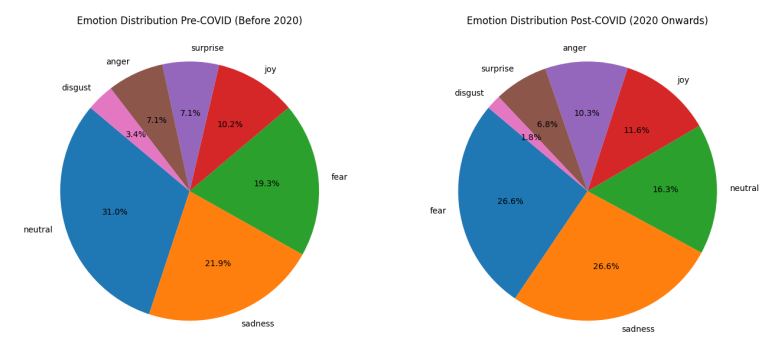 Emotion Distribution Pre-COVID (Before 2020)
surprise
anger
joy
disgust
7.1%
7.1%
10.2%
3.4%
fear
19.3%
31.0%
neutral
21.9%
sadness
Emotion Distribution Post-COVID (2020 Onwards)
anger
surprise
joy
disgust
10.3%
6.8%
11.6%
1.8%
neutral
16.3%
26.6%
fear
26.6%
sadness